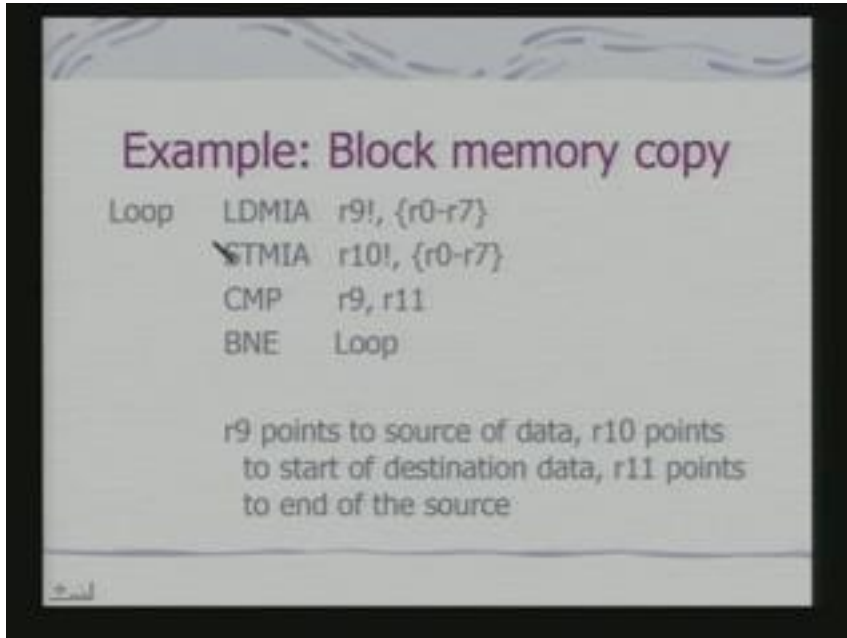 Example: Block memory copy
Loop LDMIA r9!, {r0-r7}
STMIA r10!, {r0-r7}
CMP r9, r11
BNE Loop
r9 points to source of data, r10 points
to start of destination data, r11 points
to end of the source